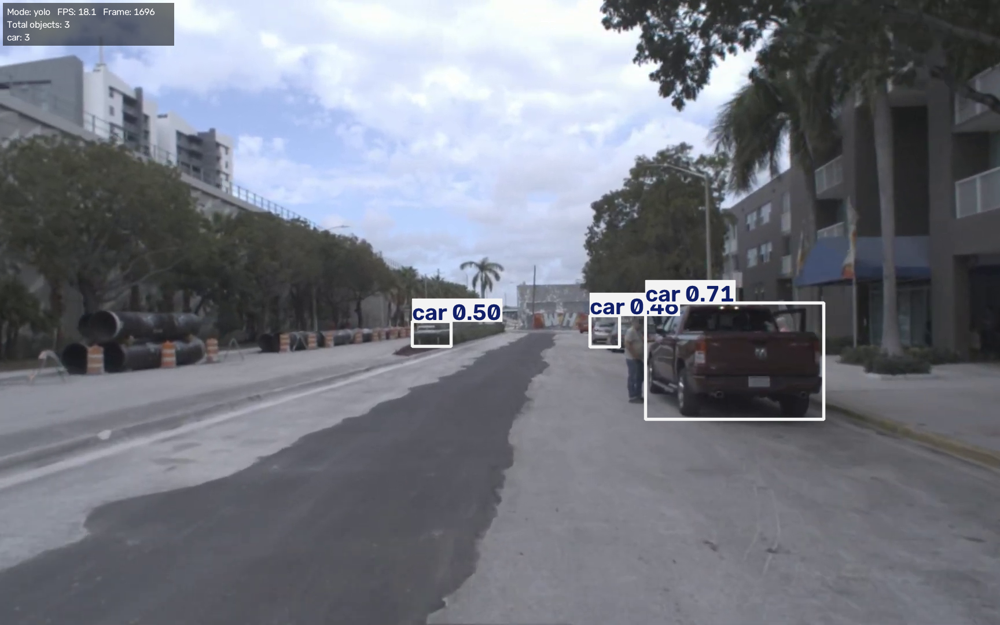 Mode: yolo   FPS: 18.1   Frame: 1696
Total objects: 3
car: 3
car 0.71
car 0.48
car 0.50